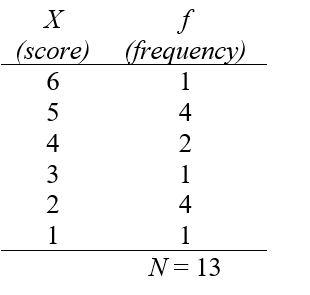 X f
(score) (frequency)
6 1
5 4
4 2
3 1
2 4
1 1
N = 13